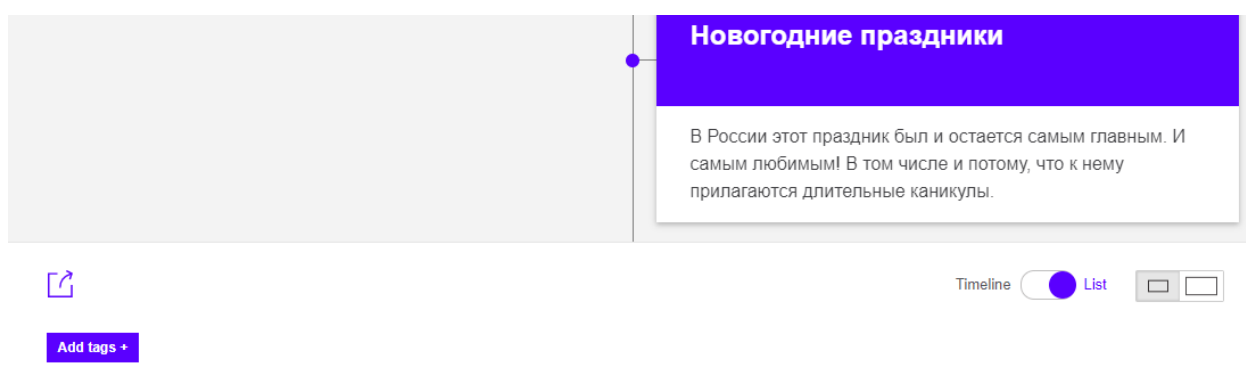 Новогодние праздники
В России этот праздник был и остается самым главным. И
самым любимым! В том числе и потому, что к нему
прилагаются длительные каникулы.
Timeline List
Add tags +